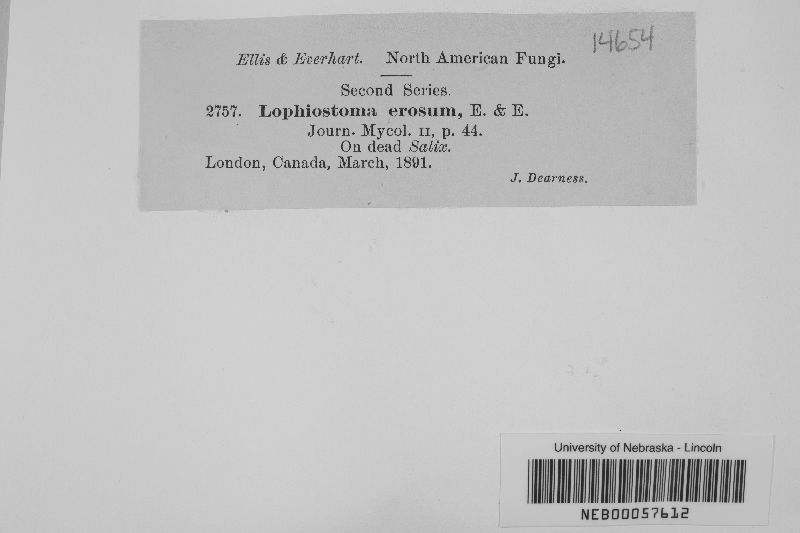 14654
Ellis & Everhart. North American Fungi.
Second Series.
2757. Lophiostoma erosum, E. & E.
Journ. Mycol. II, p. 44.
On dead Salix.
London, Canada, March, 1891.
J. Dearness.
University of Nebraska - Lincoln
NEB00057612